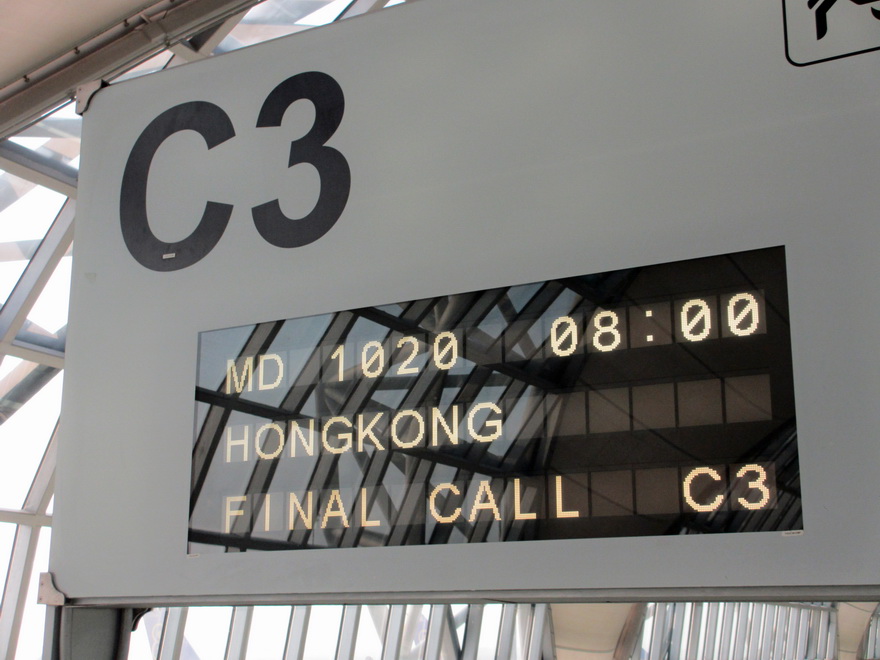 C3
MD 1020 08:00
HONGKONG
FINAL CALL C3